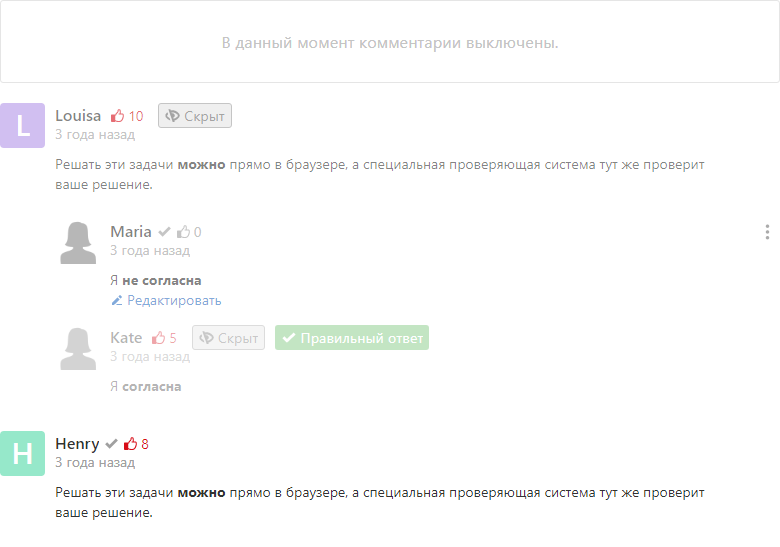 В данный момент комментарии выключены.
L
Louisa 10 Скрыт
3 года назад
Решать эти задачи можно прямо в браузере, а специальная проверяющая система тут же проверит
ваше решение.
Maria 0
3 года назад
Я не согласна
Редактировать
Kate 5 Скрыт Правильный ответ
3 года назад
Я согласна
H
Henry 8
3 года назад
Решать эти задачи можно прямо в браузере, а специальная проверяющая система тут же проверит
ваше решение.